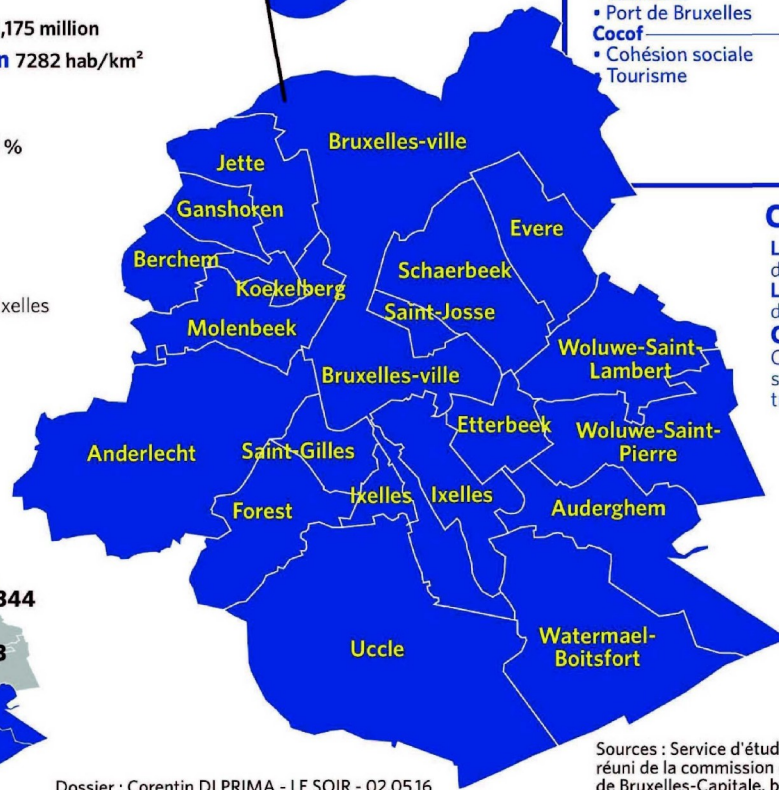 ,175 million
n 7282 hab/km²
%
xelles
• Port de Bruxelles
Cocof
• Cohésion sociale
• Tourisme
Bruxelles-ville
Jette
Ganshoren
Evere
Berchem
Schaerbeek
Koekelberg
Saint-Josse
Molenbeek
Woluwe-Saint-
Lambert
Bruxelles-ville
Etterbeek
Woluwe-Saint-
Pierre
Anderlecht
Saint-Gilles
Ixelles
Ixelles
Forest
Auderghem
344
3
Uccle
Watermael-
Boitsfort
Sources : Service d'étud
réuni de la commission
de Bruxelles-Capitale, b
Dossier : Corentin DI PRIMA - LE SOIR - 02.05.16